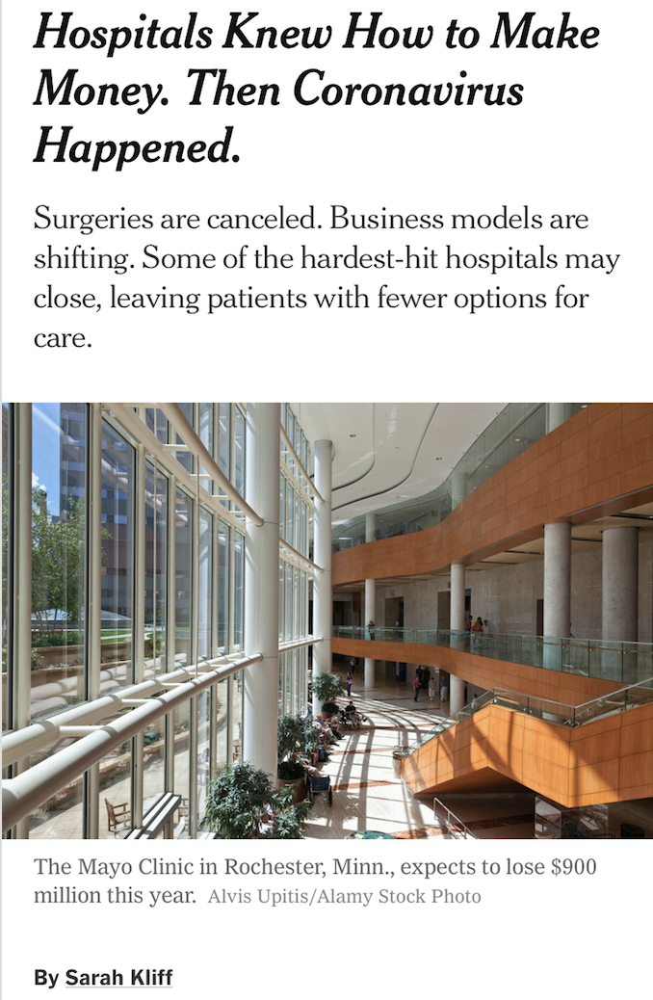 Hospitals Knew How to Make
Money. Then Coronavirus
Happened.
Surgeries are canceled. Business models are
shifting. Some of the hardest-hit hospitals may
close, leaving patients with fewer options for
care.
The Mayo Clinic in Rochester, Minn., expects to lose $900
million this year. Alvis Upitis/Alamy Stock Photo
By Sarah Kliff